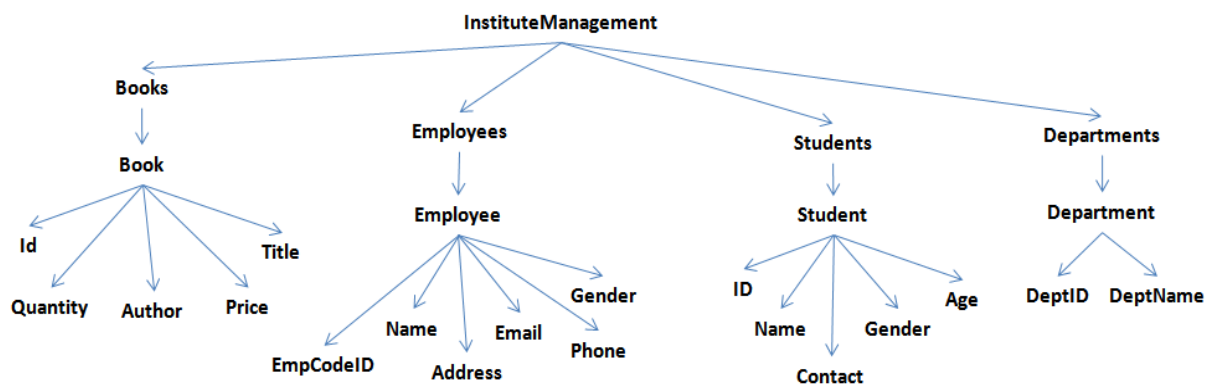 InstituteManagement
Books
Employees
Students
Departments
Book
Employee
Student
Department
Id
Title
Quantity
Author
Price
Gender
Name
Email
Phone
EmpCodeID
Address
ID
Age
Name
Gender
Contact
DeptID
DeptName